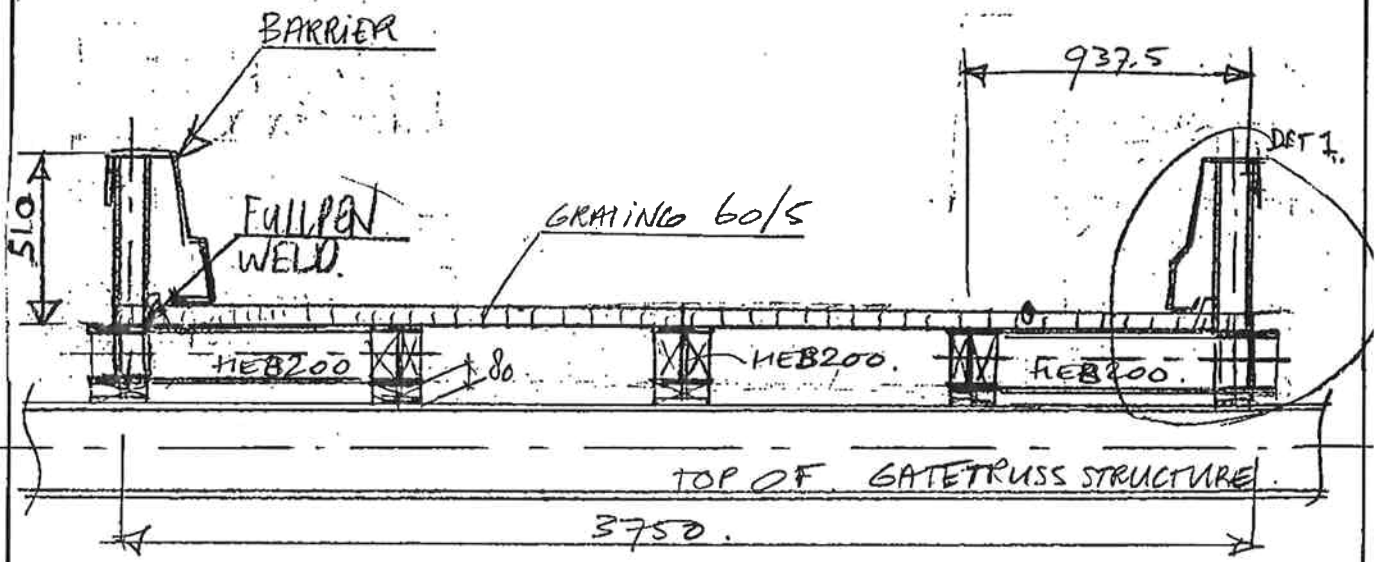 BARRIER
937.5
DET 1.
510
FULLPEN
WELD.
GRATING 60/5
HEB200
80
HEB200.
HEB200.
TOP OF GATETRUSS STRUCTURE.
3750.